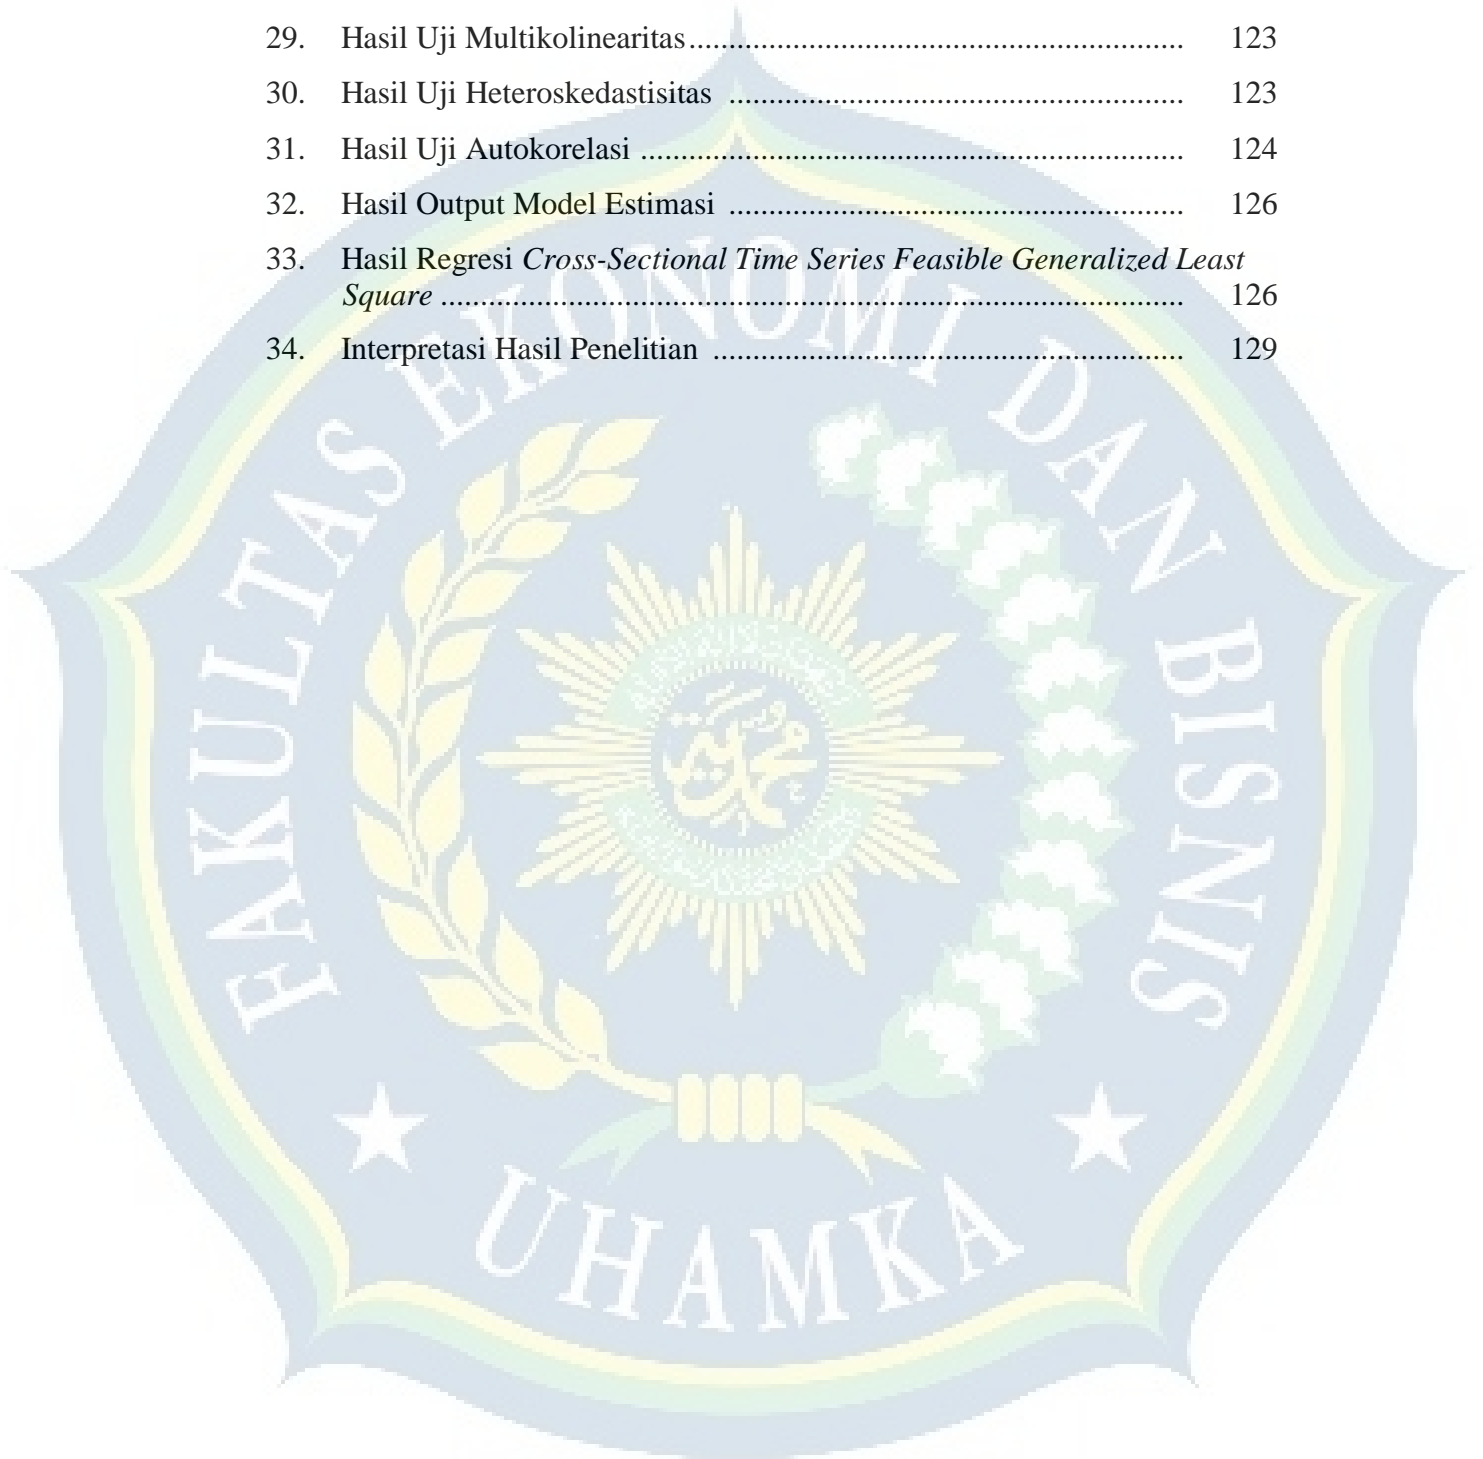 29. Hasil Uji Multikolinearitas.............................................................. 123
30. Hasil Uji Heteroskedastisitas ......................................................... 123
31. Hasil Uji Autokorelasi .................................................................... 124
32. Hasil Output Model Estimasi ......................................................... 126
33. Hasil Regresi Cross-Sectional Time Series Feasible Generalized Least
Square ............................................................................................. 126
34. Interpretasi Hasil Penelitian ........................................................... 129
FAKULTAS EKONOMI DAN BISNIS
UHAMKA